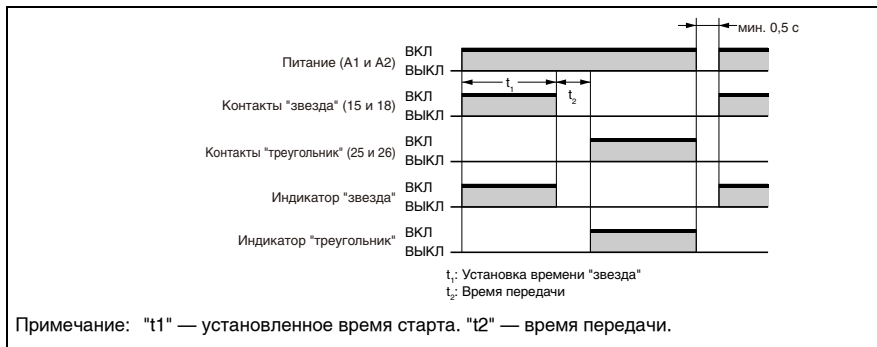 мин. 0,5 с
Питание (A1 и A2) ВКЛ
ВЫКЛ
t₁
t₂
Контакты "звезда" (15 и 18) ВКЛ
ВЫКЛ
Контакты "треугольник" (25 и 26) ВКЛ
ВЫКЛ
Индикатор "звезда" ВКЛ
ВЫКЛ
Индикатор "треугольник" ВКЛ
ВЫКЛ
t₁: Установка времени "звезда"
t₂: Время передачи
Примечание: "t1" — установленное время старта. "t2" — время передачи.